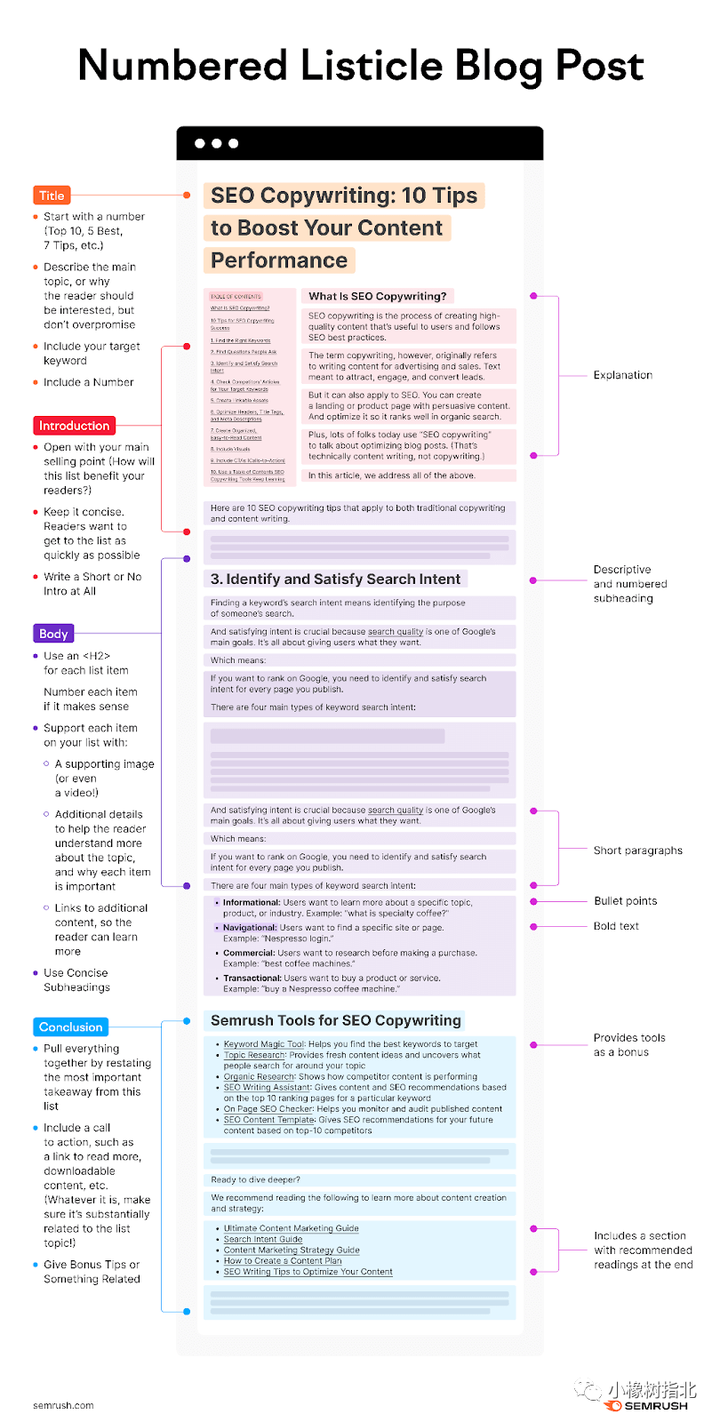 Numbered Listicle Blog Post
Title
Start with a number
(Top 10, 5 Best,
7 Tips, etc.)
Describe the main
topic, or why
the reader should
be interested, but
don't overpromise
Include your target
keyword
Include a Number
Introduction
Open with your main
selling point (How will
this list benefit your
readers?)
Keep it concise.
Readers want to
get to the list as
quickly as possible
Write a Short or No
Intro at All
Body
Use an <H2>
for each list item
Number each item
if it makes sense
Support each item
on your list with:
A supporting image
(or even
a video!)
Additional details
to help the reader
understand more
about the topic,
and why each item
is important
Links to additional
content, so the
reader can learn
more
Use Concise
Subheadings
Conclusion
Pull everything
together by restating
the most important
takeaway from this
list
Include a call
to action, such as
a link to read more,
downloadable
content, etc.
(Whatever it is, make
sure it's substantially
related to the list
topic!)
Give Bonus Tips or
Something Related
SEO Copywriting: 10 Tips
to Boost Your Content
Performance
TABLE OF CONTENTS
What Is SEO Copywriting?
10 Tips for SEO Copywriting
Success
1. Find the Right Keywords
2. Find Questions People Ask
3. Identify and Satisfy Search
Intent
4. Check Competitors' Articles
for Your Target Keywords
5. Create Linkable Assets
6. Optimize Headers, Title Tags,
and Meta Descriptions
7. Create Organized,
Easy-to-Read Content
8. Include Visuals
9. Include CTAs (Calls-to-Action)
10. Use a Table of Contents SEO
Copywriting Tools Keep Learning
What Is SEO Copywriting?
SEO copywriting is the process of creating high-
quality content that's useful to users and follows
SEO best practices.
The term copywriting, however, originally refers
to writing content for advertising and sales. Text
meant to attract, engage, and convert leads.
But it can also apply to SEO. You can create
a landing or product page with persuasive content.
And optimize it so it ranks well in organic search.
Plus, lots of folks today use "SEO copywriting"
to talk about optimizing blog posts. (That's
technically content writing, not copywriting.)
In this article, we address all of the above.
Here are 10 SEO copywriting tips that apply to both traditional copywriting
and content writing.
3. Identify and Satisfy Search Intent
Finding a keyword's search intent means identifying the purpose
of someone's search.
And satisfying intent is crucial because search quality is one of Google's
main goals. It's all about giving users what they want.
Which means:
If you want to rank on Google, you need to identify and satisfy search
intent for every page you publish.
There are four main types of keyword search intent:
And satisfying intent is crucial because search quality is one of Google's
main goals. It's all about giving users what they want.
Which means:
If you want to rank on Google, you need to identify and satisfy search
intent for every page you publish.
There are four main types of keyword search intent:
Informational: Users want to learn more about a specific topic,
product, or industry. Example: "what is specialty coffee?"
Navigational: Users want to find a specific site or page.
Example: "Nespresso login."
Commercial: Users want to research before making a purchase.
Example: "best coffee machines."
Transactional: Users want to buy a product or service.
Example: "buy a Nespresso coffee machine."
Semrush Tools for SEO Copywriting
Keyword Magic Tool: Helps you find the best keywords to target
Topic Research: Provides fresh content ideas and uncovers what
people search for around your topic
Organic Research: Shows how competitor content is performing
SEO Writing Assistant: Gives content and SEO recommendations based
on the top 10 ranking pages for a particular keyword
On Page SEO Checker: Helps you monitor and audit published content
SEO Content Template: Gives SEO recommendations for your future
content based on top-10 competitors
Ready to dive deeper?
We recommend reading the following to learn more about content creation
and strategy:
Ultimate Content Marketing Guide
Search Intent Guide
Content Marketing Strategy Guide
How to Create a Content Plan
SEO Writing Tips to Optimize Your Content
Explanation
Descriptive
and numbered
subheading
Short paragraphs
Bullet points
Bold text
Provides tools
as a bonus
Includes a section
with recommended
readings at the end
semrush.com
小橡树指北
SEMRUSH